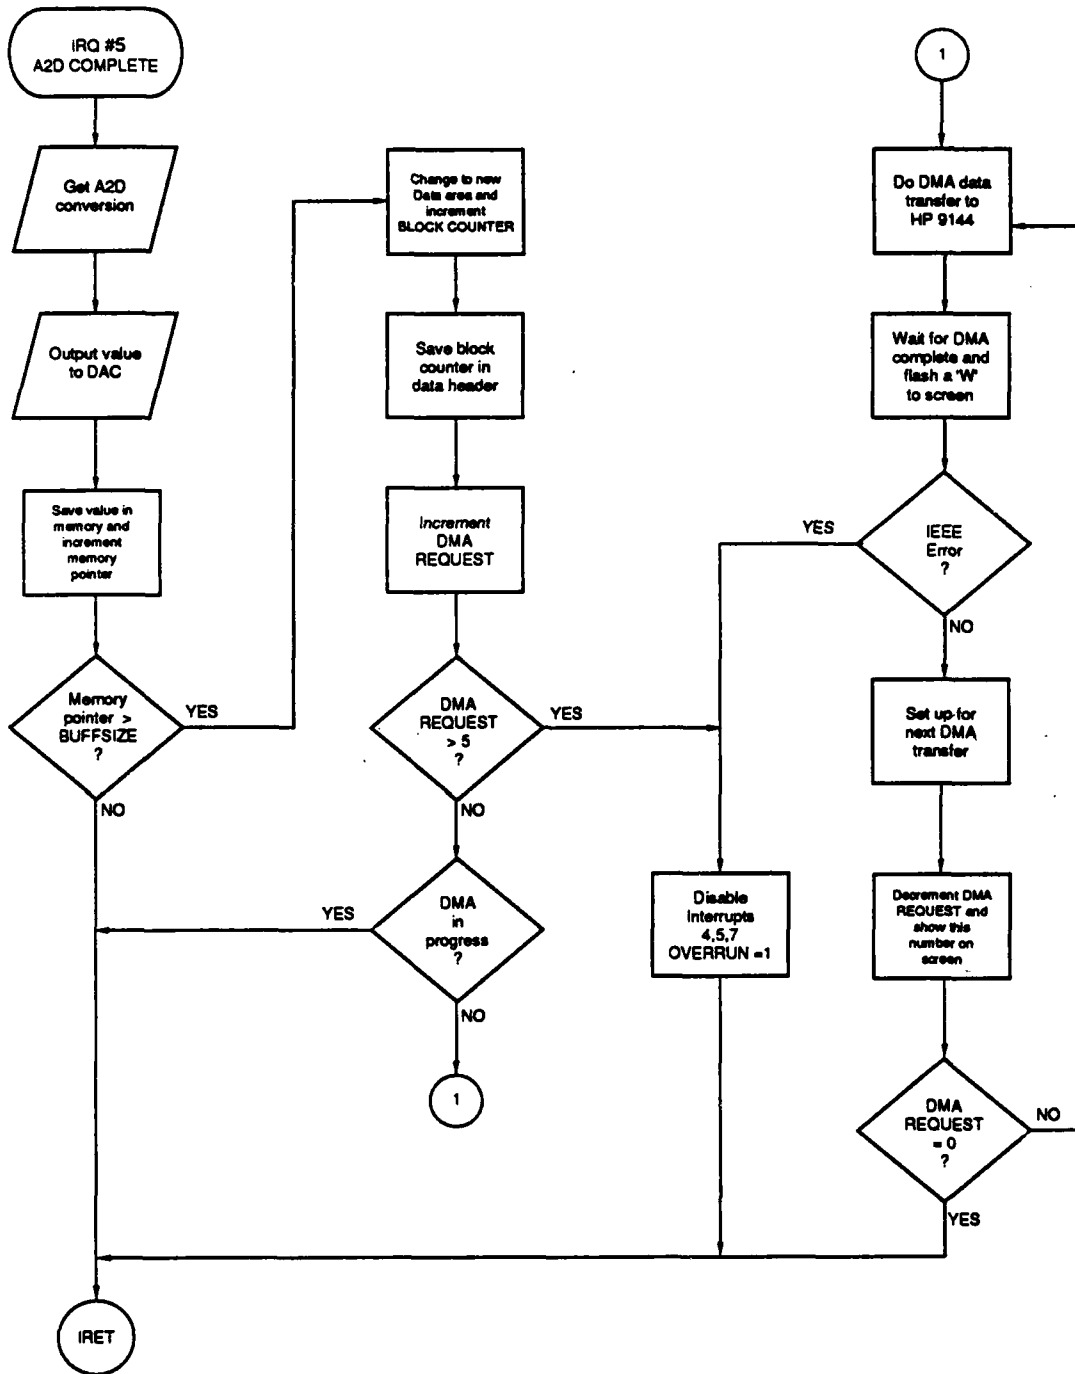 IRQ #5
A2D COMPLETE
Get A2D
conversion
Output value
to DAC
Save value in
memory and
increment
memory
pointer
Memory
pointer >
BUFFSIZE
?
YES
NO
IRET
Change to new
Data area and
increment
BLOCK COUNTER
Save block
counter in
data header
Increment
DMA
REQUEST
DMA
REQUEST
> 5
?
YES
NO
DMA
in
progress
?
YES
NO
1
Disable
Interrupts
4,5,7
OVERRUN =1
1
Do DMA data
transfer to
HP 9144
Wait for DMA
complete and
flash a 'W'
to screen
IEEE
Error
?
YES
NO
Set up for
next DMA
transfer
Decrement DMA
REQUEST and
show this
number on
screen
DMA
REQUEST
= 0
?
NO
YES